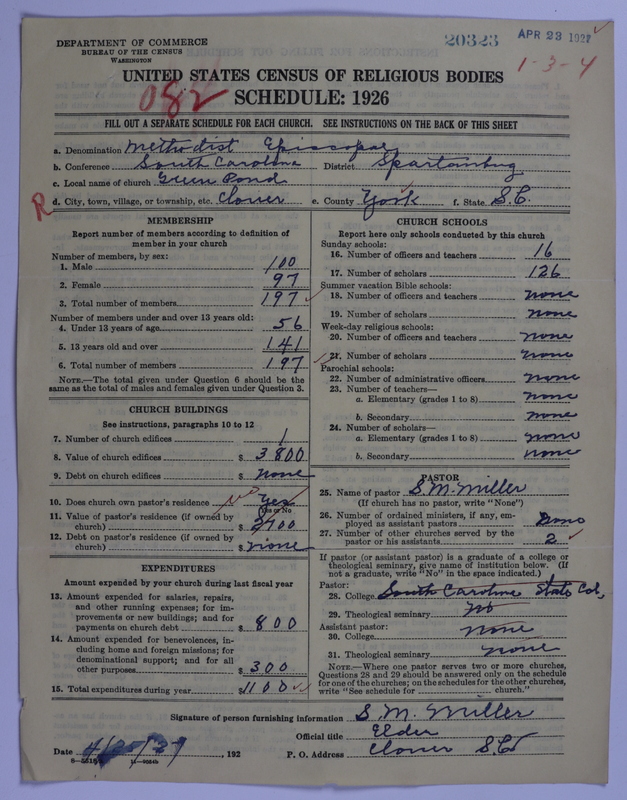 DEPARTMENT OF COMMERCE
BUREAU OF THE CENSUS
WASHINGTON
20323
APR 23 1927
1-3-4
UNITED STATES CENSUS OF RELIGIOUS BODIES
082
SCHEDULE: 1926
FILL OUT A SEPARATE SCHEDULE FOR EACH CHURCH. SEE INSTRUCTIONS ON THE BACK OF THIS SHEET
a. Denomination Methodist Episcopal
b. Conference South Carolina District Spartanburg
c. Local name of church Green Pond
R d. City, town, village, or township, etc. Clover e. County York f. State S.C.
MEMBERSHIP
Report number of members according to definition of
member in your church
Number of members, by sex:
1. Male 100
2. Female 97
3. Total number of members 197
Number of members under and over 13 years old:
4. Under 13 years of age 56
5. 13 years old and over 141
6. Total number of members 197
NOTE.—The total given under Question 6 should be the
same as the total of males and females given under Question 3.
CHURCH BUILDINGS
See instructions, paragraphs 10 to 12
7. Number of church edifices 1
8. Value of church edifices $ 3800
9. Debt on church edifices $ none
10. Does church own pastor's residence no Yes
Yes or No
11. Value of pastor's residence (if owned by
church) $ 2700
12. Debt on pastor's residence (if owned by
church) $ none
EXPENDITURES
Amount expended by your church during last fiscal year
13. Amount expended for salaries, repairs,
and other running expenses; for im-
provements or new buildings; and for
payments on church debt $ 800
14. Amount expended for benevolences, in-
cluding home and foreign missions; for
denominational support; and for all
other purposes $ 300
15. Total expenditures during year $ 1100
CHURCH SCHOOLS
Report here only schools conducted by this church
Sunday schools:
16. Number of officers and teachers 16
17. Number of scholars 126
Summer vacation Bible schools:
18. Number of officers and teachers none
19. Number of scholars none
Week-day religious schools:
20. Number of officers and teachers none
21. Number of scholars none
Parochial schools:
22. Number of administrative officers none
23. Number of teachers—
a. Elementary (grades 1 to 8) none
b. Secondary none
24. Number of scholars—
a. Elementary (grades 1 to 8) none
b. Secondary none
PASTOR
25. Name of pastor S.M. Miller
(If church has no pastor, write "None")
26. Number of ordained ministers, if any, em-
ployed as assistant pastors none
27. Number of other churches served by the
pastor or his assistants 2
If pastor (or assistant pastor) is a graduate of a college or
theological seminary, give name of institution below. (If
not a graduate, write "No" in the space indicated.)
Pastor:
28. College South Carolina State Col.
29. Theological seminary no
Assistant pastor:
30. College none
31. Theological seminary none
NOTE.—Where one pastor serves two or more churches,
Questions 28 and 29 should be answered only on the schedule
for one of the churches; on the schedules for the other churches,
write "See schedule for church."
Signature of person furnishing information S. M. Miller
Official title Elder
Date 4/20/27, 192 P. O. Address Clover S.C.